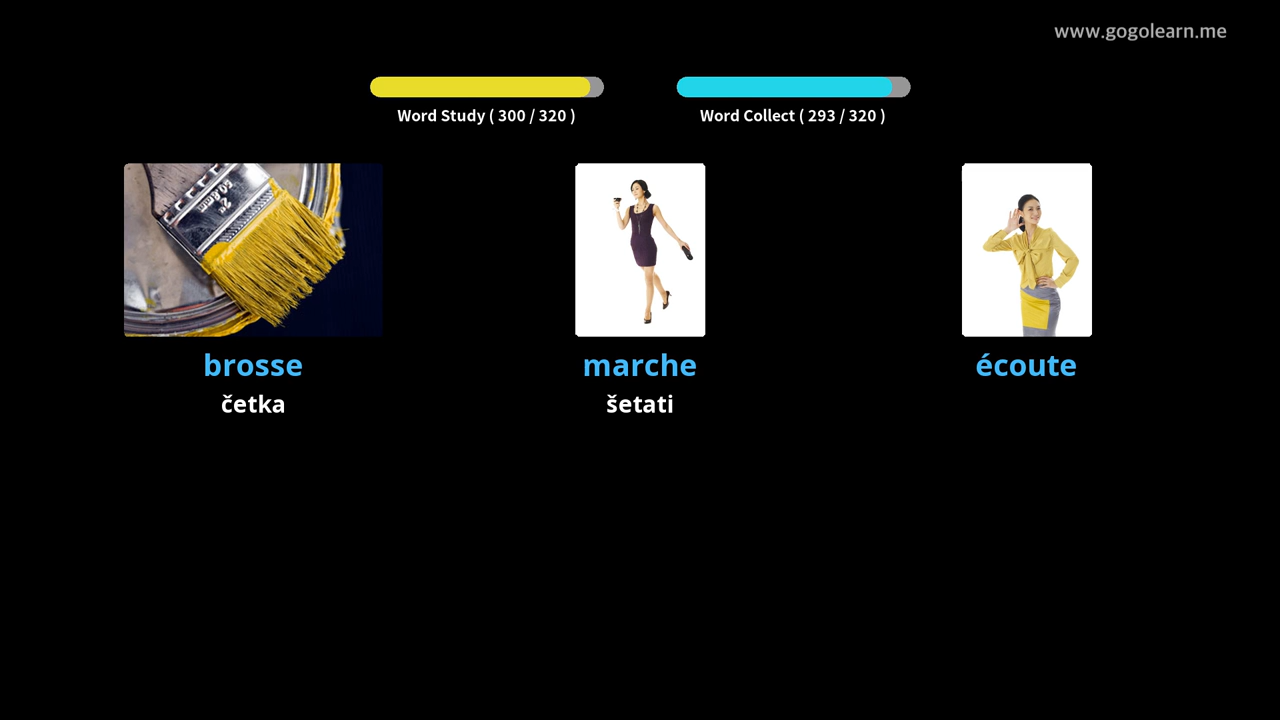 www.gogolearn.me
Word Study ( 300 / 320 )
Word Collect ( 293 / 320 )
brosse
četka
marche
šetati
écoute